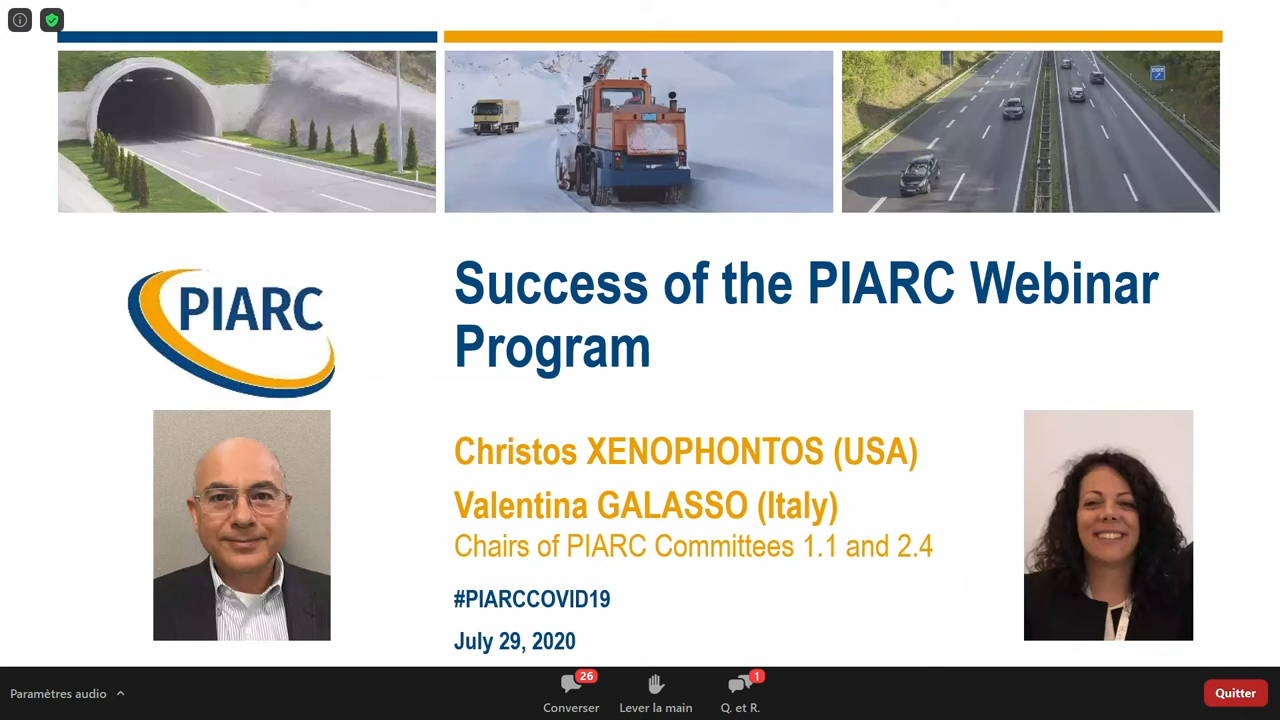 PIARC
Success of the PIARC Webinar
Program
Christos XENOPHONTOS (USA)
Valentina GALASSO (Italy)
Chairs of PIARC Committees 1.1 and 2.4
#PIARCCOVID19
July 29, 2020
Paramètres audio
26
Converser
Lever la main
1
Q. et R.
Quitter